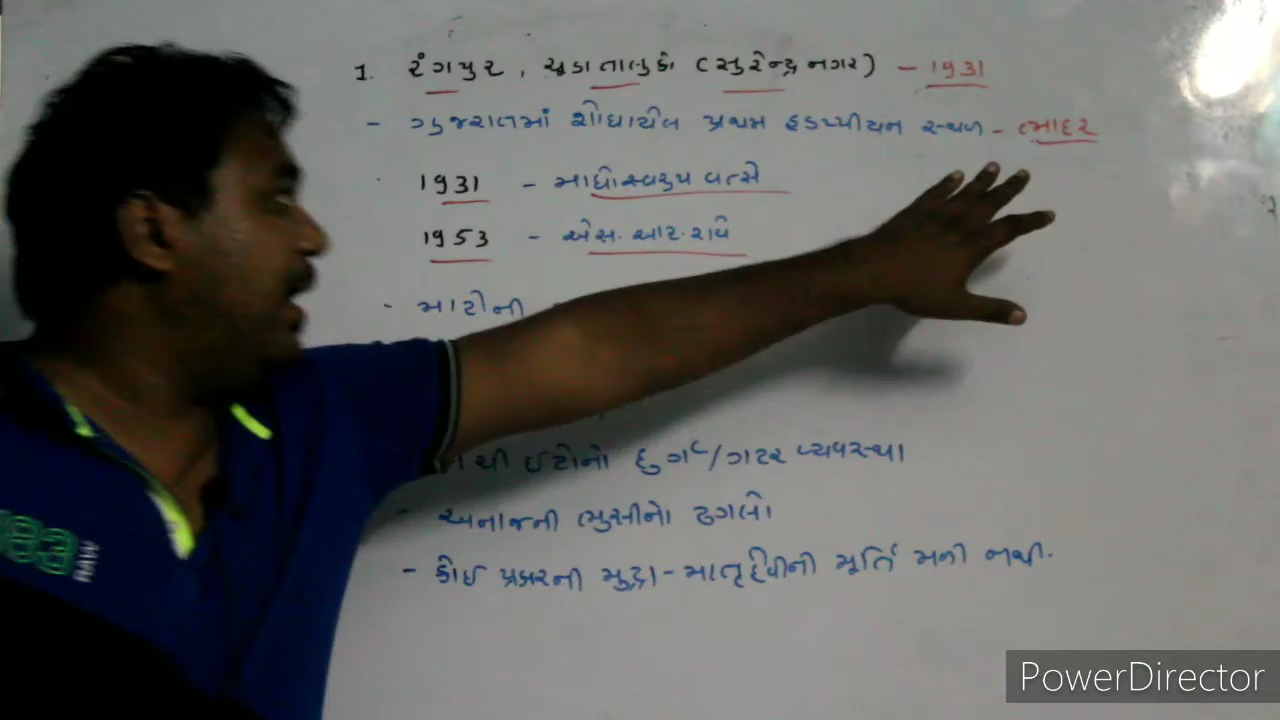 1. રંગપુર, ચૂડા તાલુકો (સુરેન્દ્રનગર) - 1931
- ગુજરાતમાં શોધાયેલ પ્રથમ હડપ્પીયન સ્થળ - ભાદર
1931 - માધોસ્વરૂપ વત્સે
1953 - એસ.આર.રાવે
- માટીની
ઈંટોનો દુર્ગ/ગટર વ્યવસ્થા
- અનાજની ભુસીનો ઢગલો
- કોઈ પ્રકારની મુદ્રા - માતૃદેવીની મૂર્તિ મળી નથી.
PowerDirector